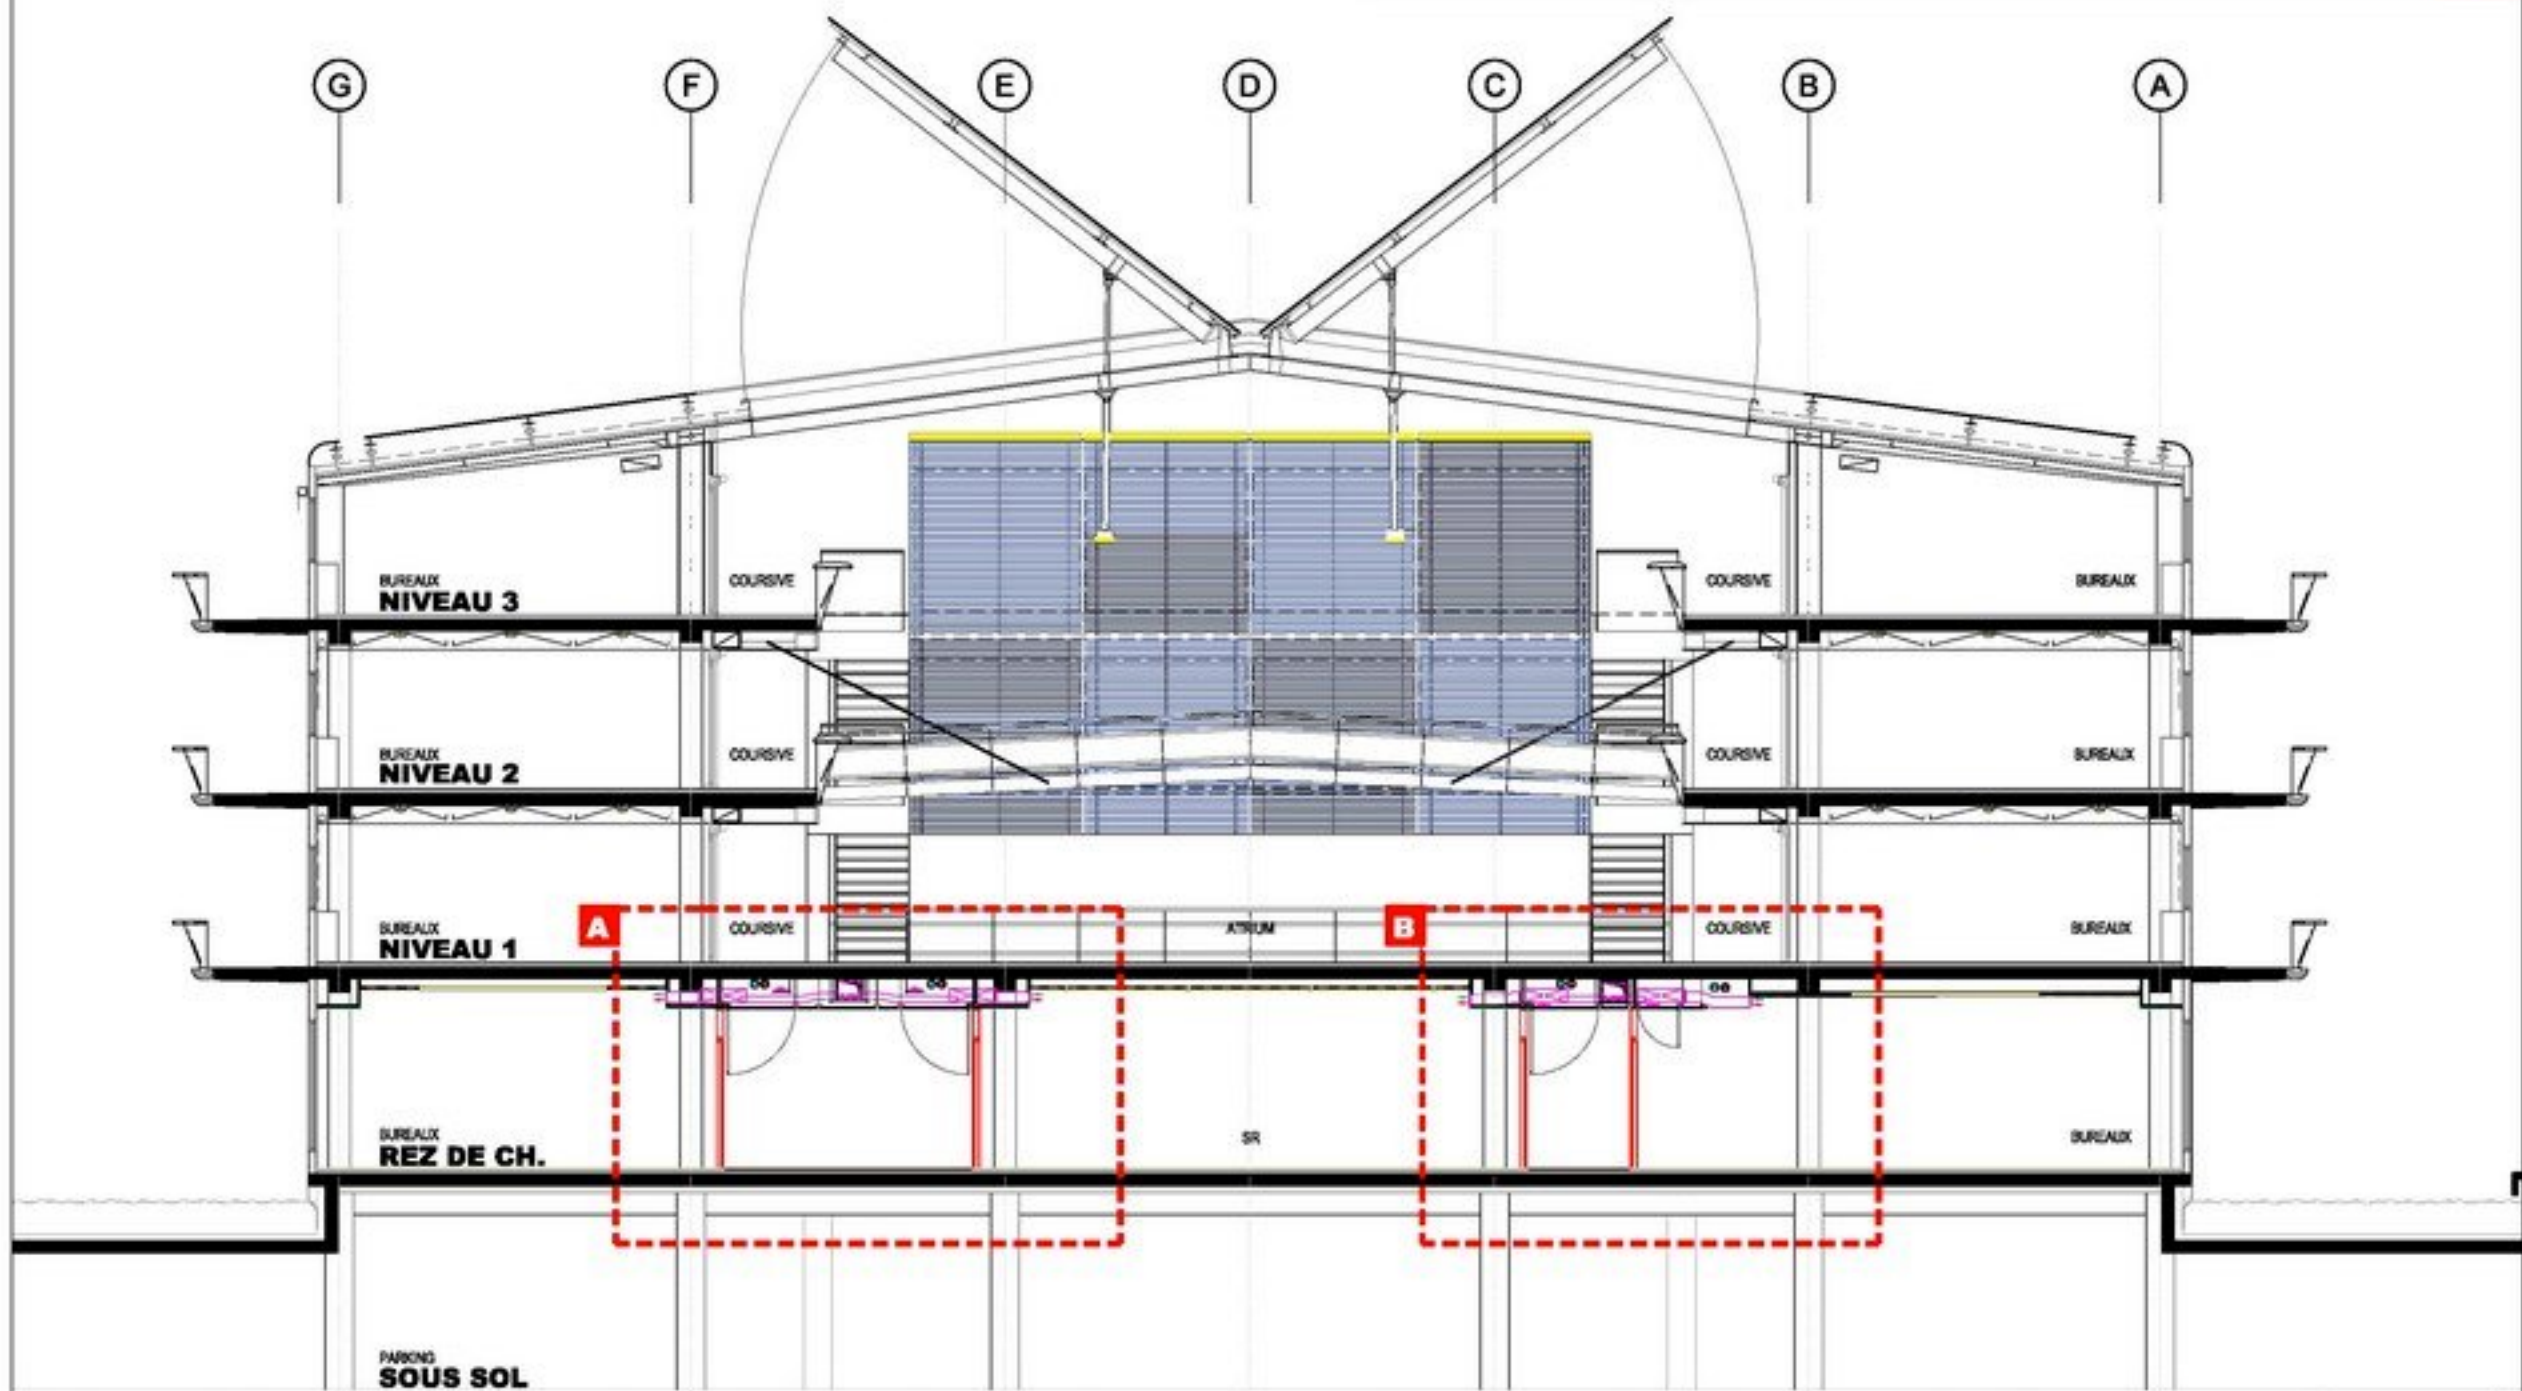 G F E D C B A
BUREAUX COURSIVE COURSIVE BUREAUX
NIVEAU 3
BUREAUX COURSIVE COURSIVE BUREAUX
NIVEAU 2
A B
BUREAUX COURSIVE ATRIUM COURSIVE BUREAUX
NIVEAU 1
BUREAUX SR BUREAUX
REZ DE CH.
PARKING
SOUS SOL